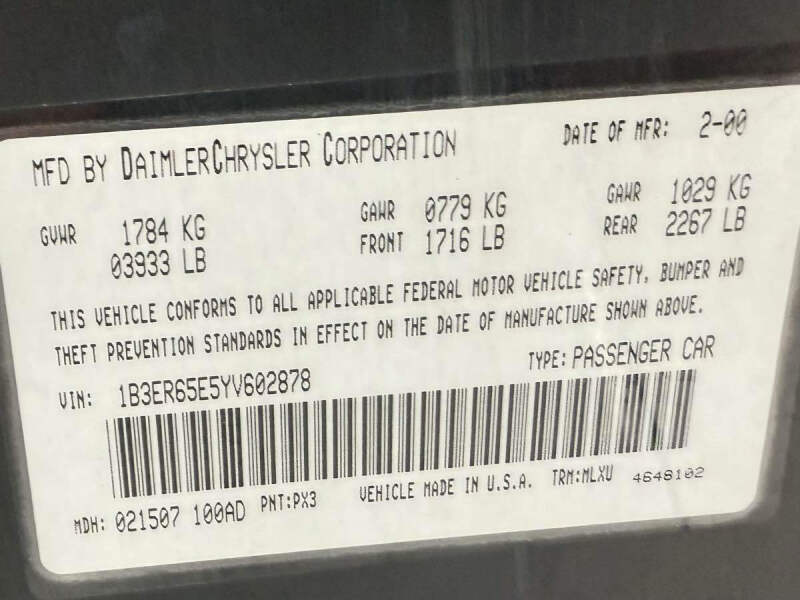 MFD BY DAIMLERCHRYSLER CORPORATION DATE OF MFR: 2-00
GVWR 1784 KG GAWR 0779 KG GAWR 1029 KG
03933 LB FRONT 1716 LB REAR 2267 LB
THIS VEHICLE CONFORMS TO ALL APPLICABLE FEDERAL MOTOR VEHICLE SAFETY, BUMPER AND
THEFT PREVENTION STANDARDS IN EFFECT ON THE DATE OF MANUFACTURE SHOWN ABOVE.
VIN: 1B3ER65E5YV602878 TYPE: PASSENGER CAR
MDH: 021507 100AD PNT:PX3 VEHICLE MADE IN U.S.A. TRM:MLXU 4648102